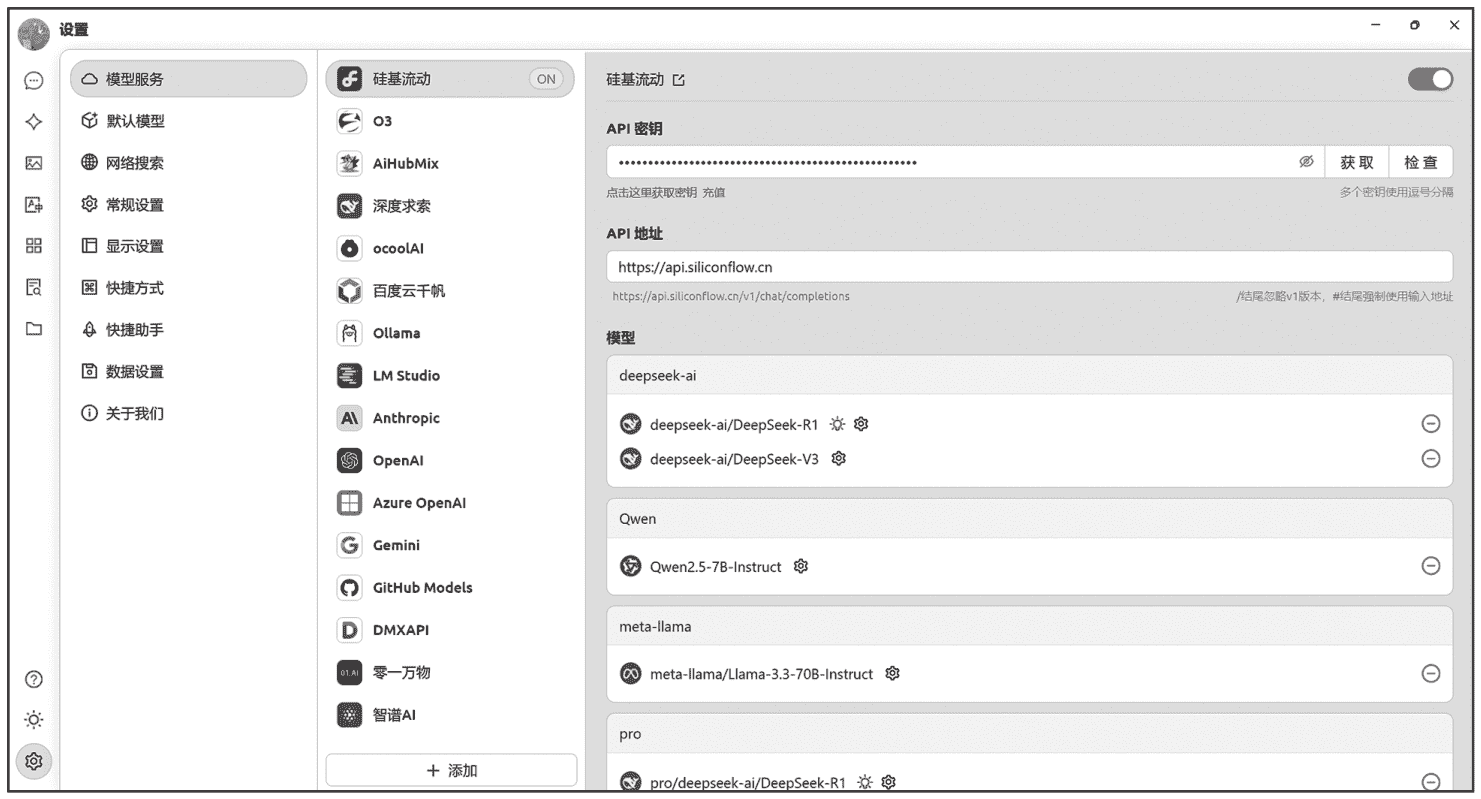 设置
模型服务
默认模型
网络搜索
常规设置
显示设置
快捷方式
快捷助手
数据设置
关于我们
硅基流动 ON
O3
AiHubMix
深度求索
ocoolAI
百度云千帆
Ollama
LM Studio
Anthropic
OpenAI
Azure OpenAI
Gemini
GitHub Models
DMXAPI
01.AI 零一万物
智谱AI
添加
硅基流动
API 密钥
•••••••••••••••••••••••••••••••••••••••••••••••••••
获 取 检 查
点击这里获取密钥 充值 多个密钥使用逗号分隔
API 地址
https://api.siliconflow.cn
https://api.siliconflow.cn/v1/chat/completions /结尾忽略v1版本，#结尾强制使用输入地址
模型
deepseek-ai
deepseek-ai/DeepSeek-R1
deepseek-ai/DeepSeek-V3
Qwen
Qwen2.5-7B-Instruct
meta-llama
meta-llama/Llama-3.3-70B-Instruct
pro
pro/deepseek-ai/DeepSeek-R1